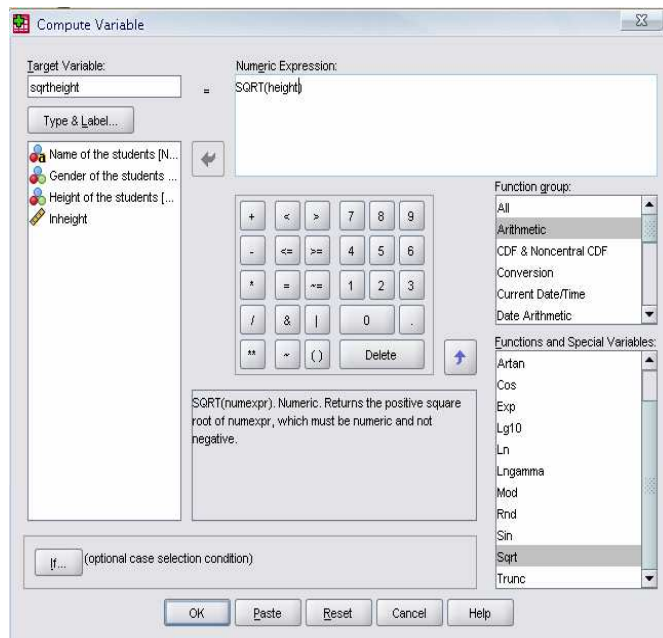 Compute Variable
Target Variable:
sqrtheight
=
Numeric Expression:
SQRT(height)
Type & Label...
Name of the students [N...
Gender of the students ...
Height of the students [...
lnheight
+ < > 7 8 9
- <= >= 4 5 6
* = ~= 1 2 3
/ & | 0 .
** ~ ( ) Delete
Function group:
All
Arithmetic
CDF & Noncentral CDF
Conversion
Current Date/Time
Date Arithmetic
Functions and Special Variables:
Artan
Cos
Exp
Lg10
Ln
Lngamma
Mod
Rnd
Sin
Sqrt
Trunc
SQRT(numexpr). Numeric. Returns the positive square
root of numexpr, which must be numeric and not
negative.
If... (optional case selection condition)
OK Paste Reset Cancel Help